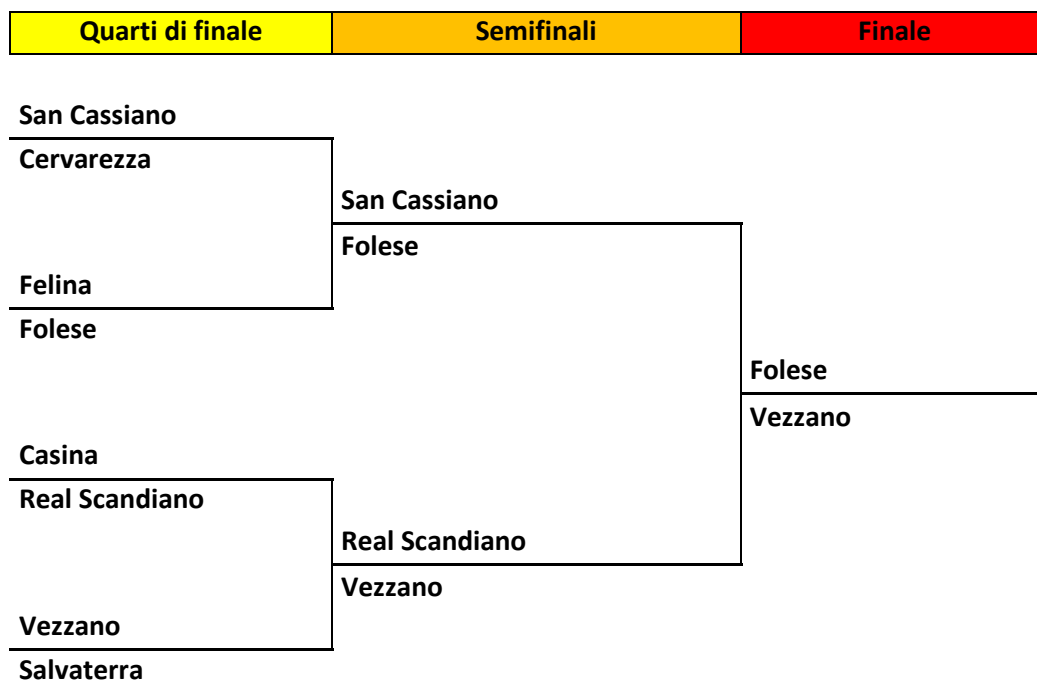 Quarti di finale Semifinali Finale
San Cassiano
Cervarezza
San Cassiano
Folese
Felina
Folese
Folese
Vezzano
Casina
Real Scandiano
Real Scandiano
Vezzano
Vezzano
Salvaterra